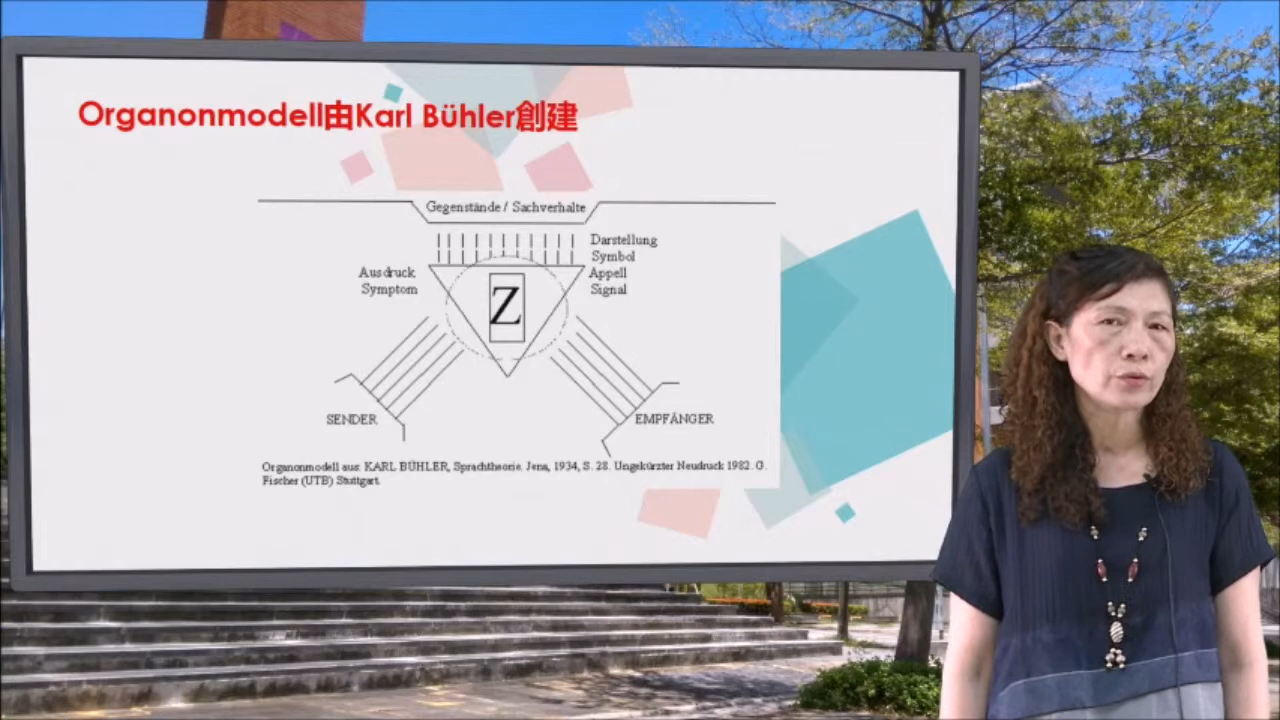 Organonmodell由Karl Bühler創建
Gegenstände / Sachverhalte
Darstellung
Symbol
Ausdruck
Symptom
Appell
Signal
Z
SENDER
EMPFÄNGER
Organonmodell aus: KARL BÜHLER, Sprachtheorie. Jena, 1934, S. 28. Ungekürzter Neudruck 1982. G.
Fischer (UTB) Stuttgart.